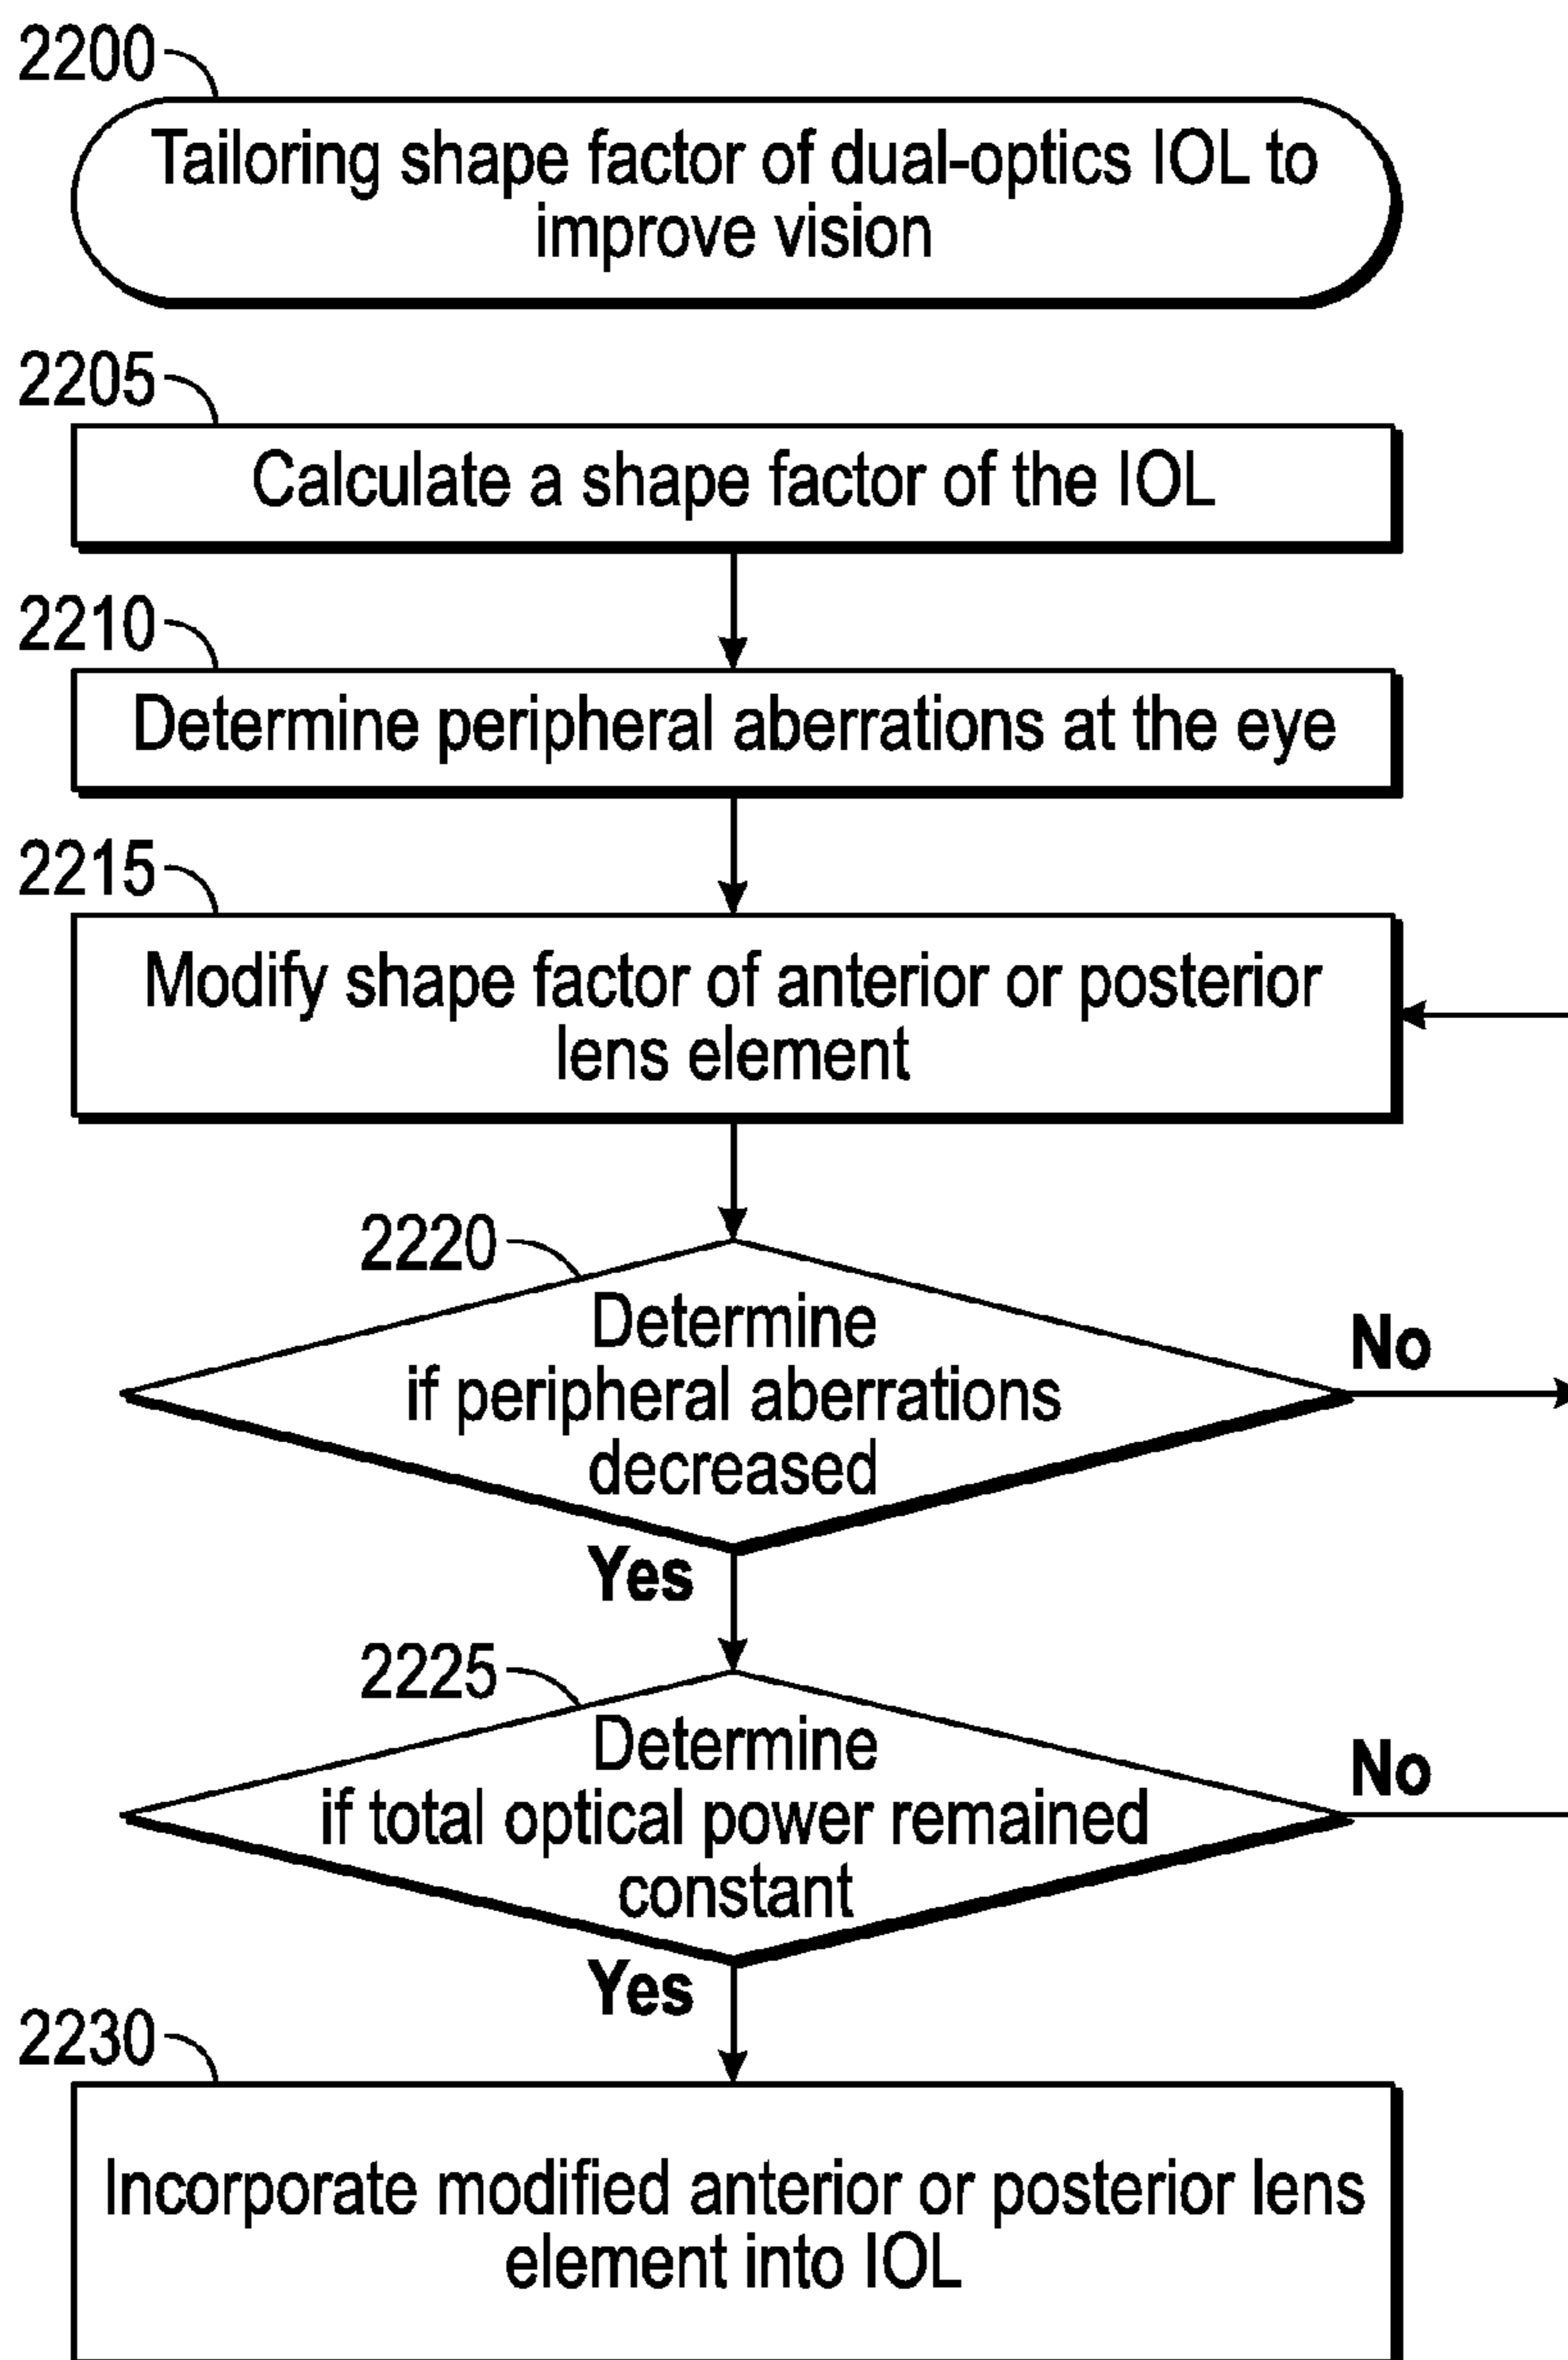 2200
Tailoring shape factor of dual-optics IOL to
improve vision
2205
Calculate a shape factor of the IOL
2210
Determine peripheral aberrations at the eye
2215
Modify shape factor of anterior or posterior
lens element
2220
Determine
if peripheral aberrations
decreased
No
Yes
2225
Determine
if total optical power remained
constant
No
Yes
2230
Incorporate modified anterior or posterior lens
element into IOL